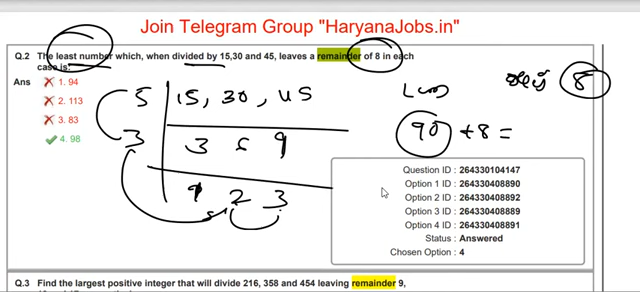 Join Telegram Group "HaryanaJobs.in"
Q.2 The least number which, when divided by 15,30 and 45, leaves a remainder of 8 in each
case is:
Ans 1. 94
2. 113
3. 83
4. 98
5 15, 30, 45
3 3 6 9
1 2 3
Lcm
90 +8 =
8
Question ID : 264330104147
Option 1 ID : 264330408890
Option 2 ID : 264330408892
Option 3 ID : 264330408889
Option 4 ID : 264330408891
Status : Answered
Chosen Option : 4
Q.3 Find the largest positive integer that will divide 216, 358 and 454 leaving remainder 9,